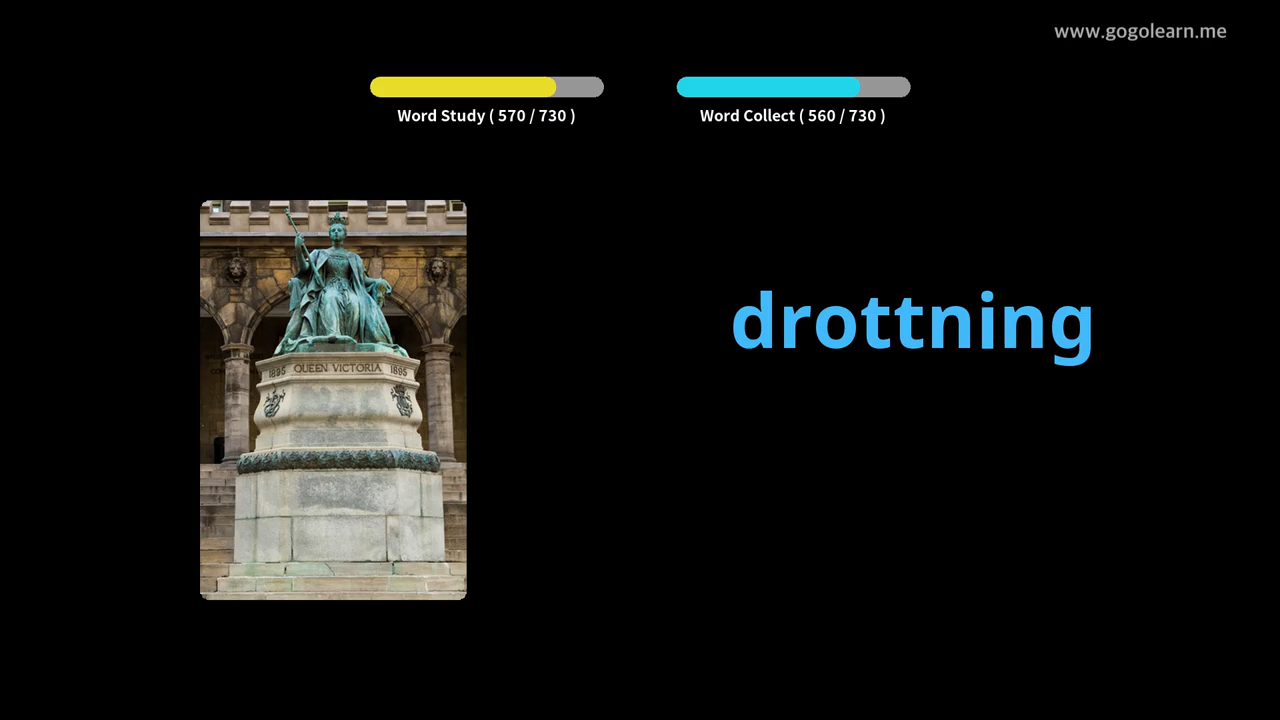 www.gogolearn.me
Word Study ( 570 / 730 )
Word Collect ( 560 / 730 )
1895 QUEEN VICTORIA 1895
drottning